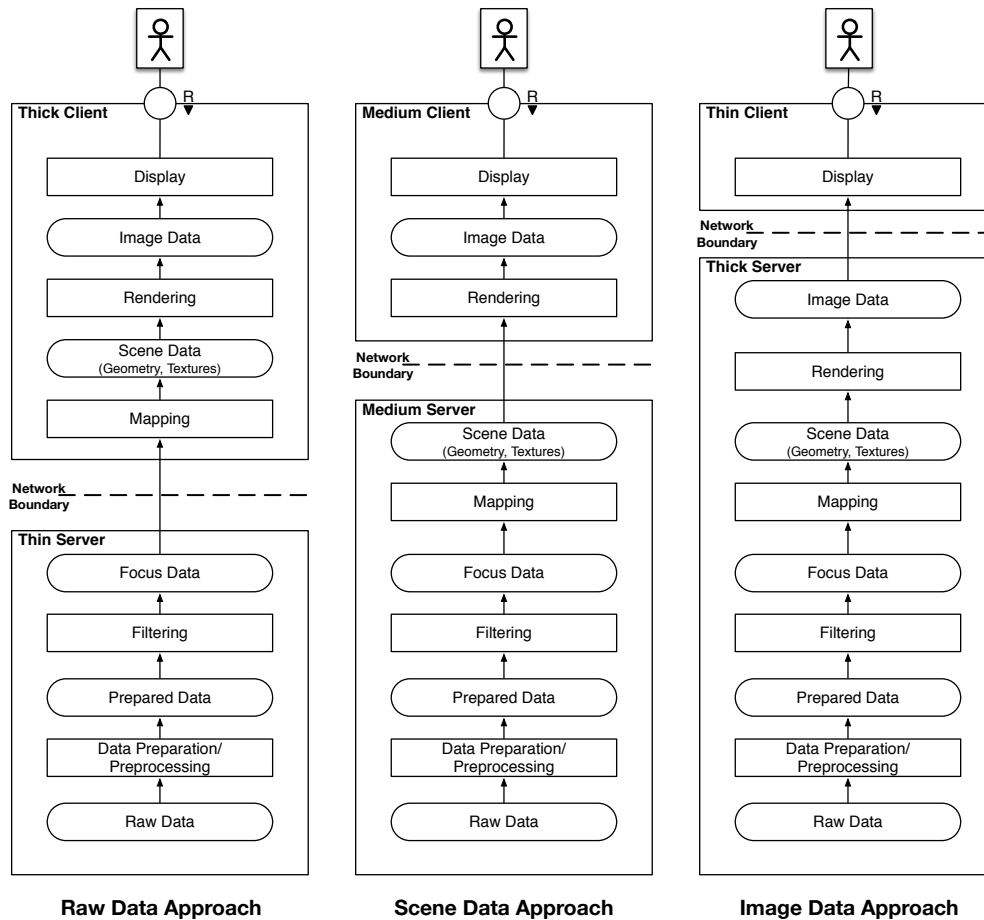 R
Thick Client
Display
Image Data
Rendering
Scene Data
(Geometry, Textures)
Mapping
Network
Boundary
Thin Server
Focus Data
Filtering
Prepared Data
Data Preparation/
Preprocessing
Raw Data
Raw Data Approach
R
Medium Client
Display
Image Data
Rendering
Network
Boundary
Medium Server
Scene Data
(Geometry, Textures)
Mapping
Focus Data
Filtering
Prepared Data
Data Preparation/
Preprocessing
Raw Data
Scene Data Approach
R
Thin Client
Display
Network
Boundary
Thick Server
Image Data
Rendering
Scene Data
(Geometry, Textures)
Mapping
Focus Data
Filtering
Prepared Data
Data Preparation/
Preprocessing
Raw Data
Image Data Approach